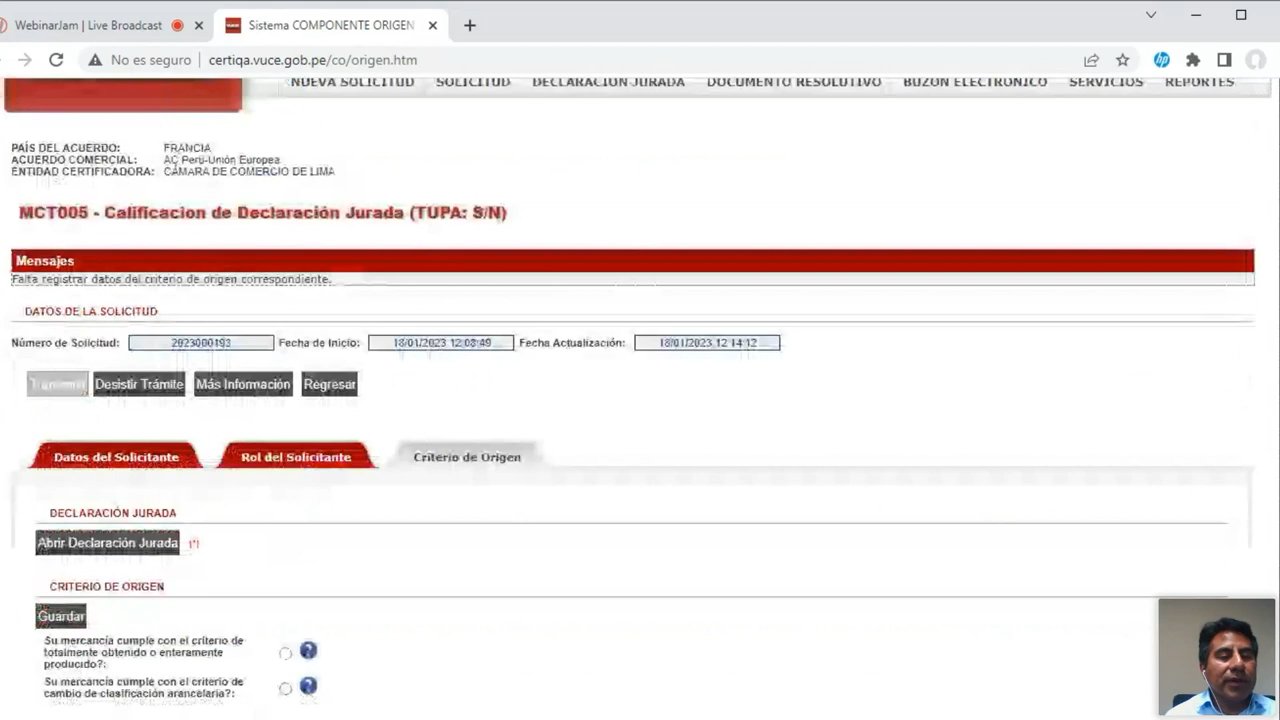 WebinarJam | Live Broadcast
Sistema COMPONENTE ORIGEN
No es seguro
certiqa.vuce.gob.pe/co/origen.htm
NUEVA SOLICITUD SOLICITUD DECLARACIÓN JURADA DOCUMENTO RESOLUTIVO BUZÓN ELECTRÓNICO SERVICIOS REPORTES
PAÍS DEL ACUERDO: FRANCIA
ACUERDO COMERCIAL: AC Perú-Unión Europea
ENTIDAD CERTIFICADORA: CÁMARA DE COMERCIO DE LIMA
MCT005 - Calificacion de Declaración Jurada (TUPA: S/N)
Mensajes
Falta registrar datos del criterio de origen correspondiente.
DATOS DE LA SOLICITUD
Número de Solicitud: 2023000193 Fecha de Inicio: 18/01/2023 12:08:49 Fecha Actualización: 18/01/2023 12:14:12
Desistir Trámite Más Información Regresar
Datos del Solicitante Rol del Solicitante Criterio de Origen
DECLARACIÓN JURADA
Abrir Declaración Jurada (*)
CRITERIO DE ORIGEN
Guardar
Su mercancía cumple con el criterio de
totalmente obtenido o enteramente
producido?:
Su mercancía cumple con el criterio de
cambio de clasificación arancelaria?: